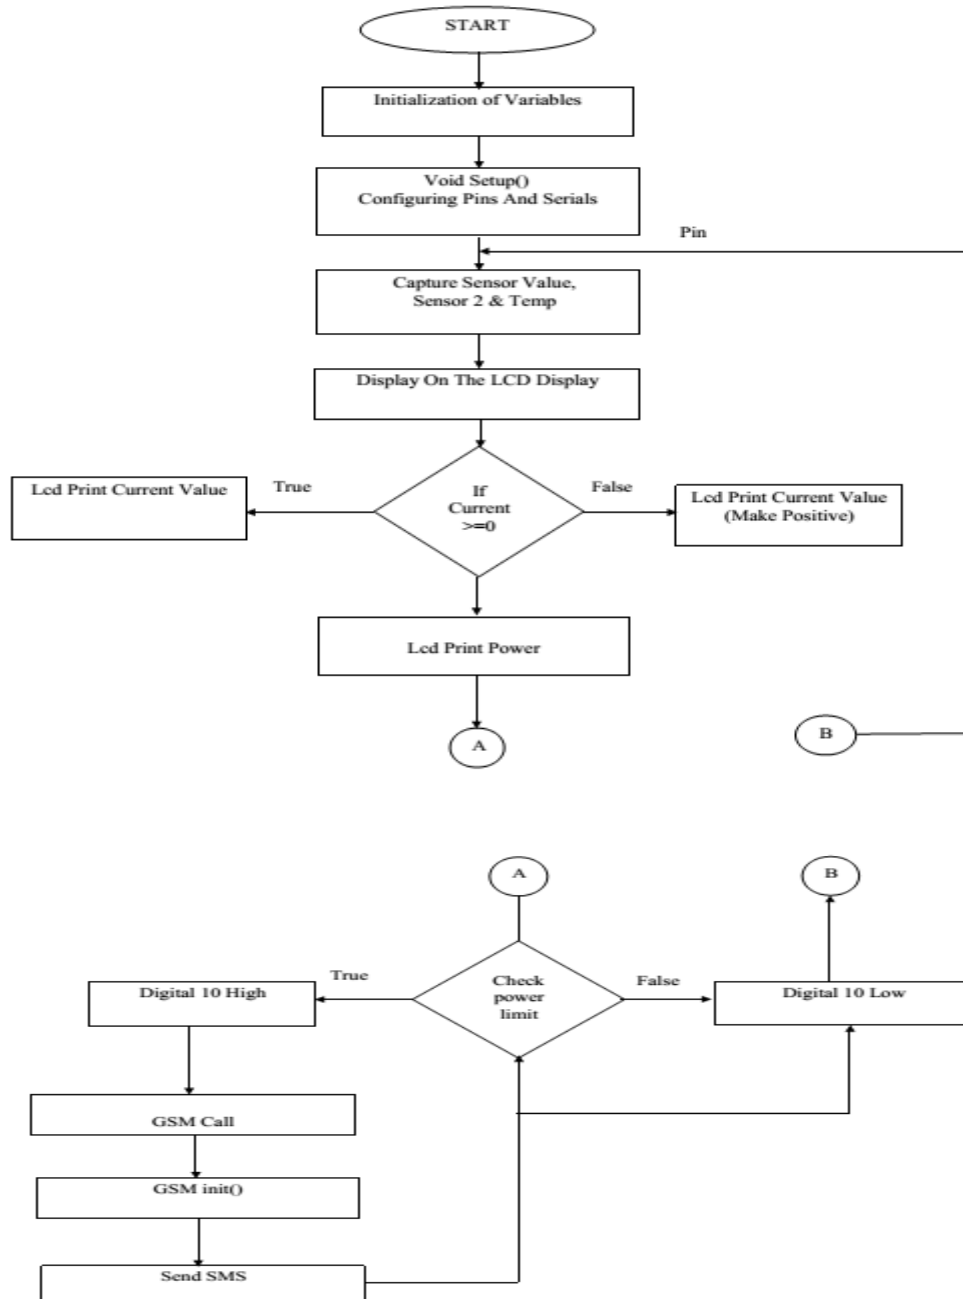 START
Initialization of Variables
Void Setup()
Configuring Pins And Serials
Pin
Capture Sensor Value,
Sensor 2 & Temp
Display On The LCD Display
Lcd Print Current Value
True
If
Current
>=0
False
Lcd Print Current Value
(Make Positive)
Lcd Print Power
A
B
A
B
True
Check
power
limit
False
Digital 10 High
Digital 10 Low
GSM Call
GSM init()
Send SMS